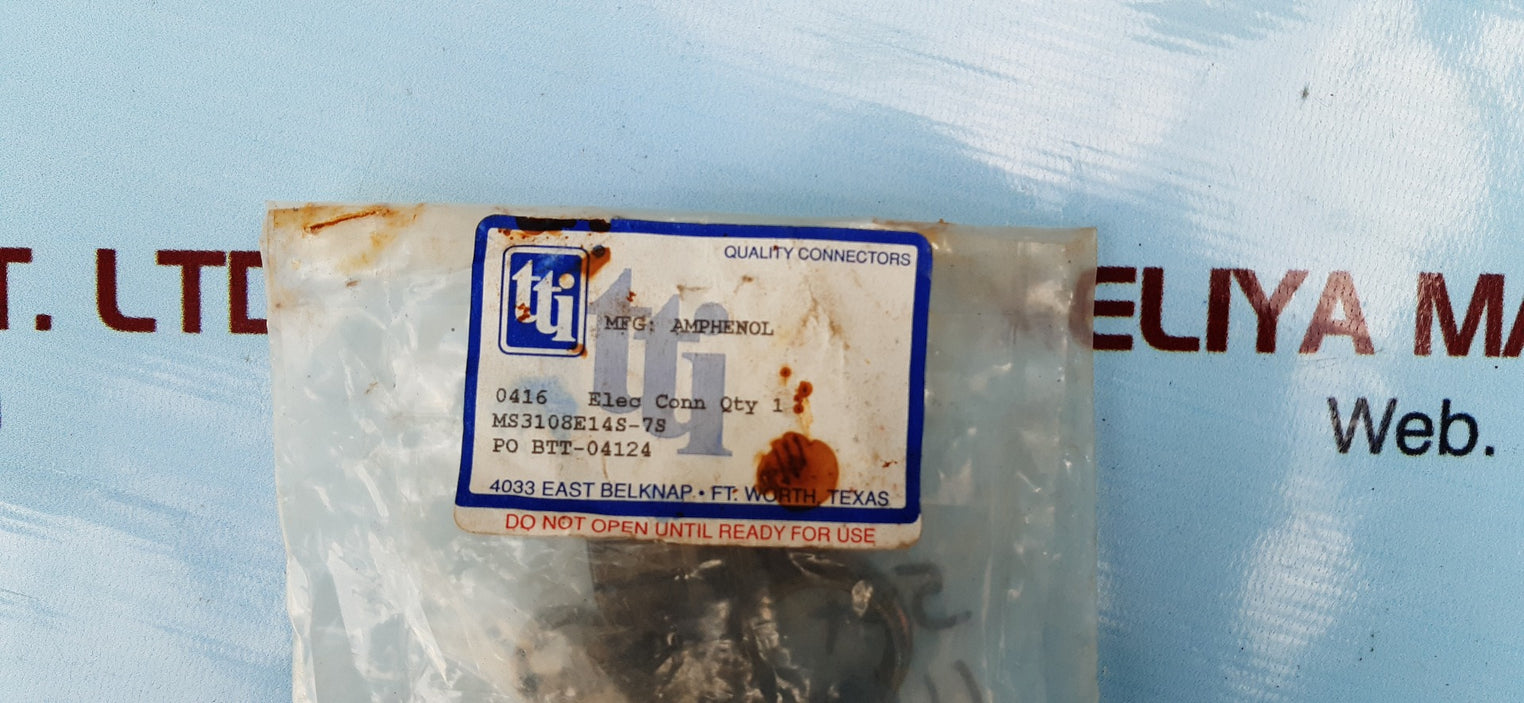 QUALITY CONNECTORS
tti
MFG: AMPHENOL
tti
0416 Elec Conn Qty 1
MS3108E14S-7S
PO BTT-04124
4033 EAST BELKNAP • FT. WORTH, TEXAS
DO NOT OPEN UNTIL READY FOR USE
T. LTD
ELIYA MA
Web.